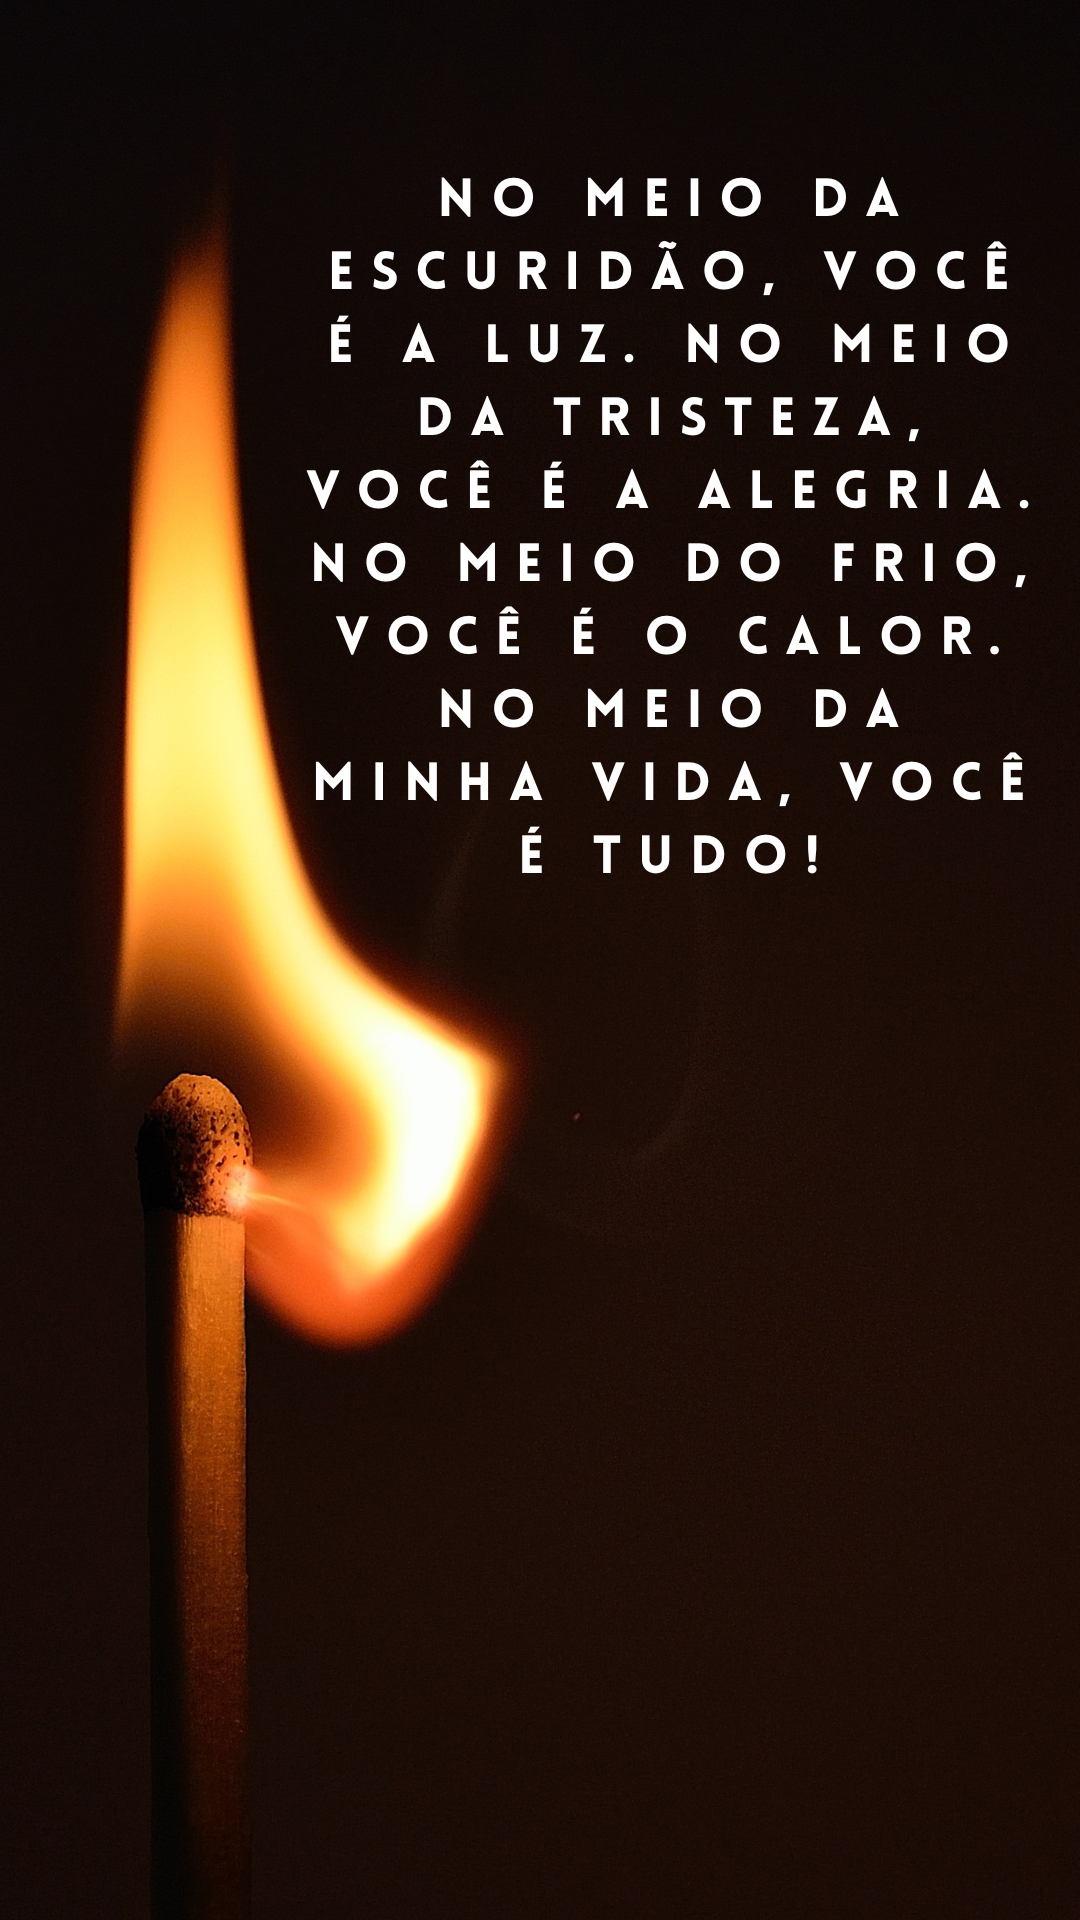 NO MEIO DA
ESCURIDÃO, VOCÊ
É A LUZ. NO MEIO
DA TRISTEZA,
VOCÊ É A ALEGRIA.
NO MEIO DO FRIO,
VOCÊ É O CALOR.
NO MEIO DA
MINHA VIDA, VOCÊ
É TUDO!